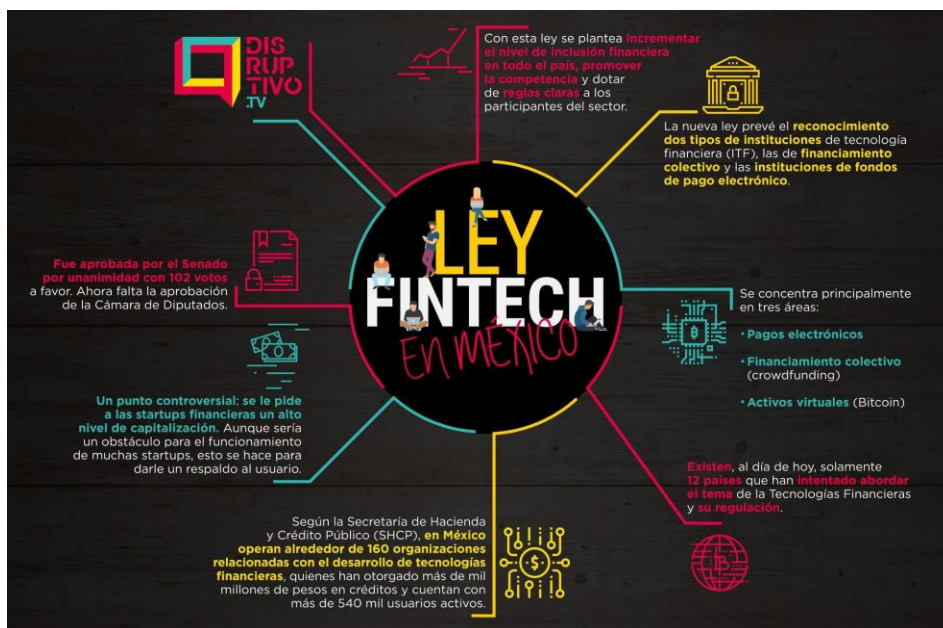 DIS
RUP
TIVO
.TV
Con esta ley se plantea incrementar
el nivel de inclusión financiera
en todo el país, promover
la competencia y dotar
de reglas claras a los
participantes del sector.
La nueva ley prevé el reconocimiento
dos tipos de instituciones de tecnología
financiera (ITF), las de financiamiento
colectivo y las instituciones de fondos
de pago electrónico.
LEY
FINTECH
EN MÉXICO
Fue aprobada por el Senado
por unanimidad con 102 votos
a favor. Ahora falta la aprobación
de la Cámara de Diputados.
Se concentra principalmente
en tres áreas:
• Pagos electrónicos
• Financiamiento colectivo
(crowdfunding)
• Activos virtuales (Bitcoin)
Un punto controversial: se le pide
a las startups financieras un alto
nivel de capitalización. Aunque sería
un obstáculo para el funcionamiento
de muchas startups, esto se hace para
darle un respaldo al usuario.
Existen, al día de hoy, solamente
12 países que han intentado abordar
el tema de la Tecnologías Financieras
y su regulación.
Según la Secretaría de Hacienda
y Crédito Público (SHCP), en México
operan alrededor de 160 organizaciones
relacionadas con el desarrollo de tecnologías
financieras, quienes han otorgado más de mil
millones de pesos en créditos y cuentan con
más de 540 mil usuarios activos.